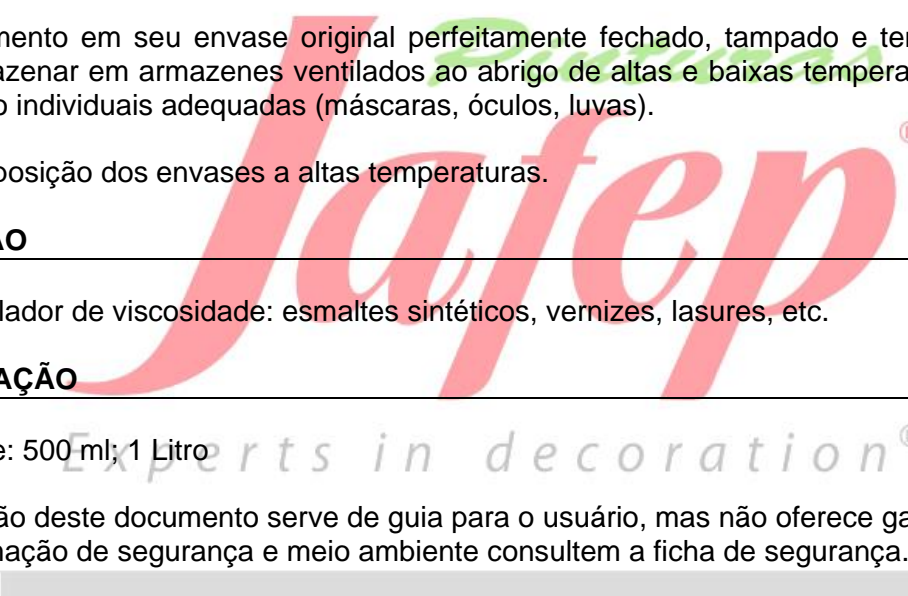 mento em seu envase original perfeitamente fechado, tampado e ter
azenar em armazenes ventilados ao abrigo de altas e baixas tempera
o individuais adequadas (máscaras, óculos, luvas).
posição dos envases a altas temperaturas.
ÃO
lador de viscosidade: esmaltes sintéticos, vernizes, lasures, etc.
AÇÃO
e: 500 ml; 1 Litro
ão deste documento serve de guia para o usuário, mas não oferece ga
mação de segurança e meio ambiente consultem a ficha de segurança.
Pinturas
Jafep®
Experts in decoration®